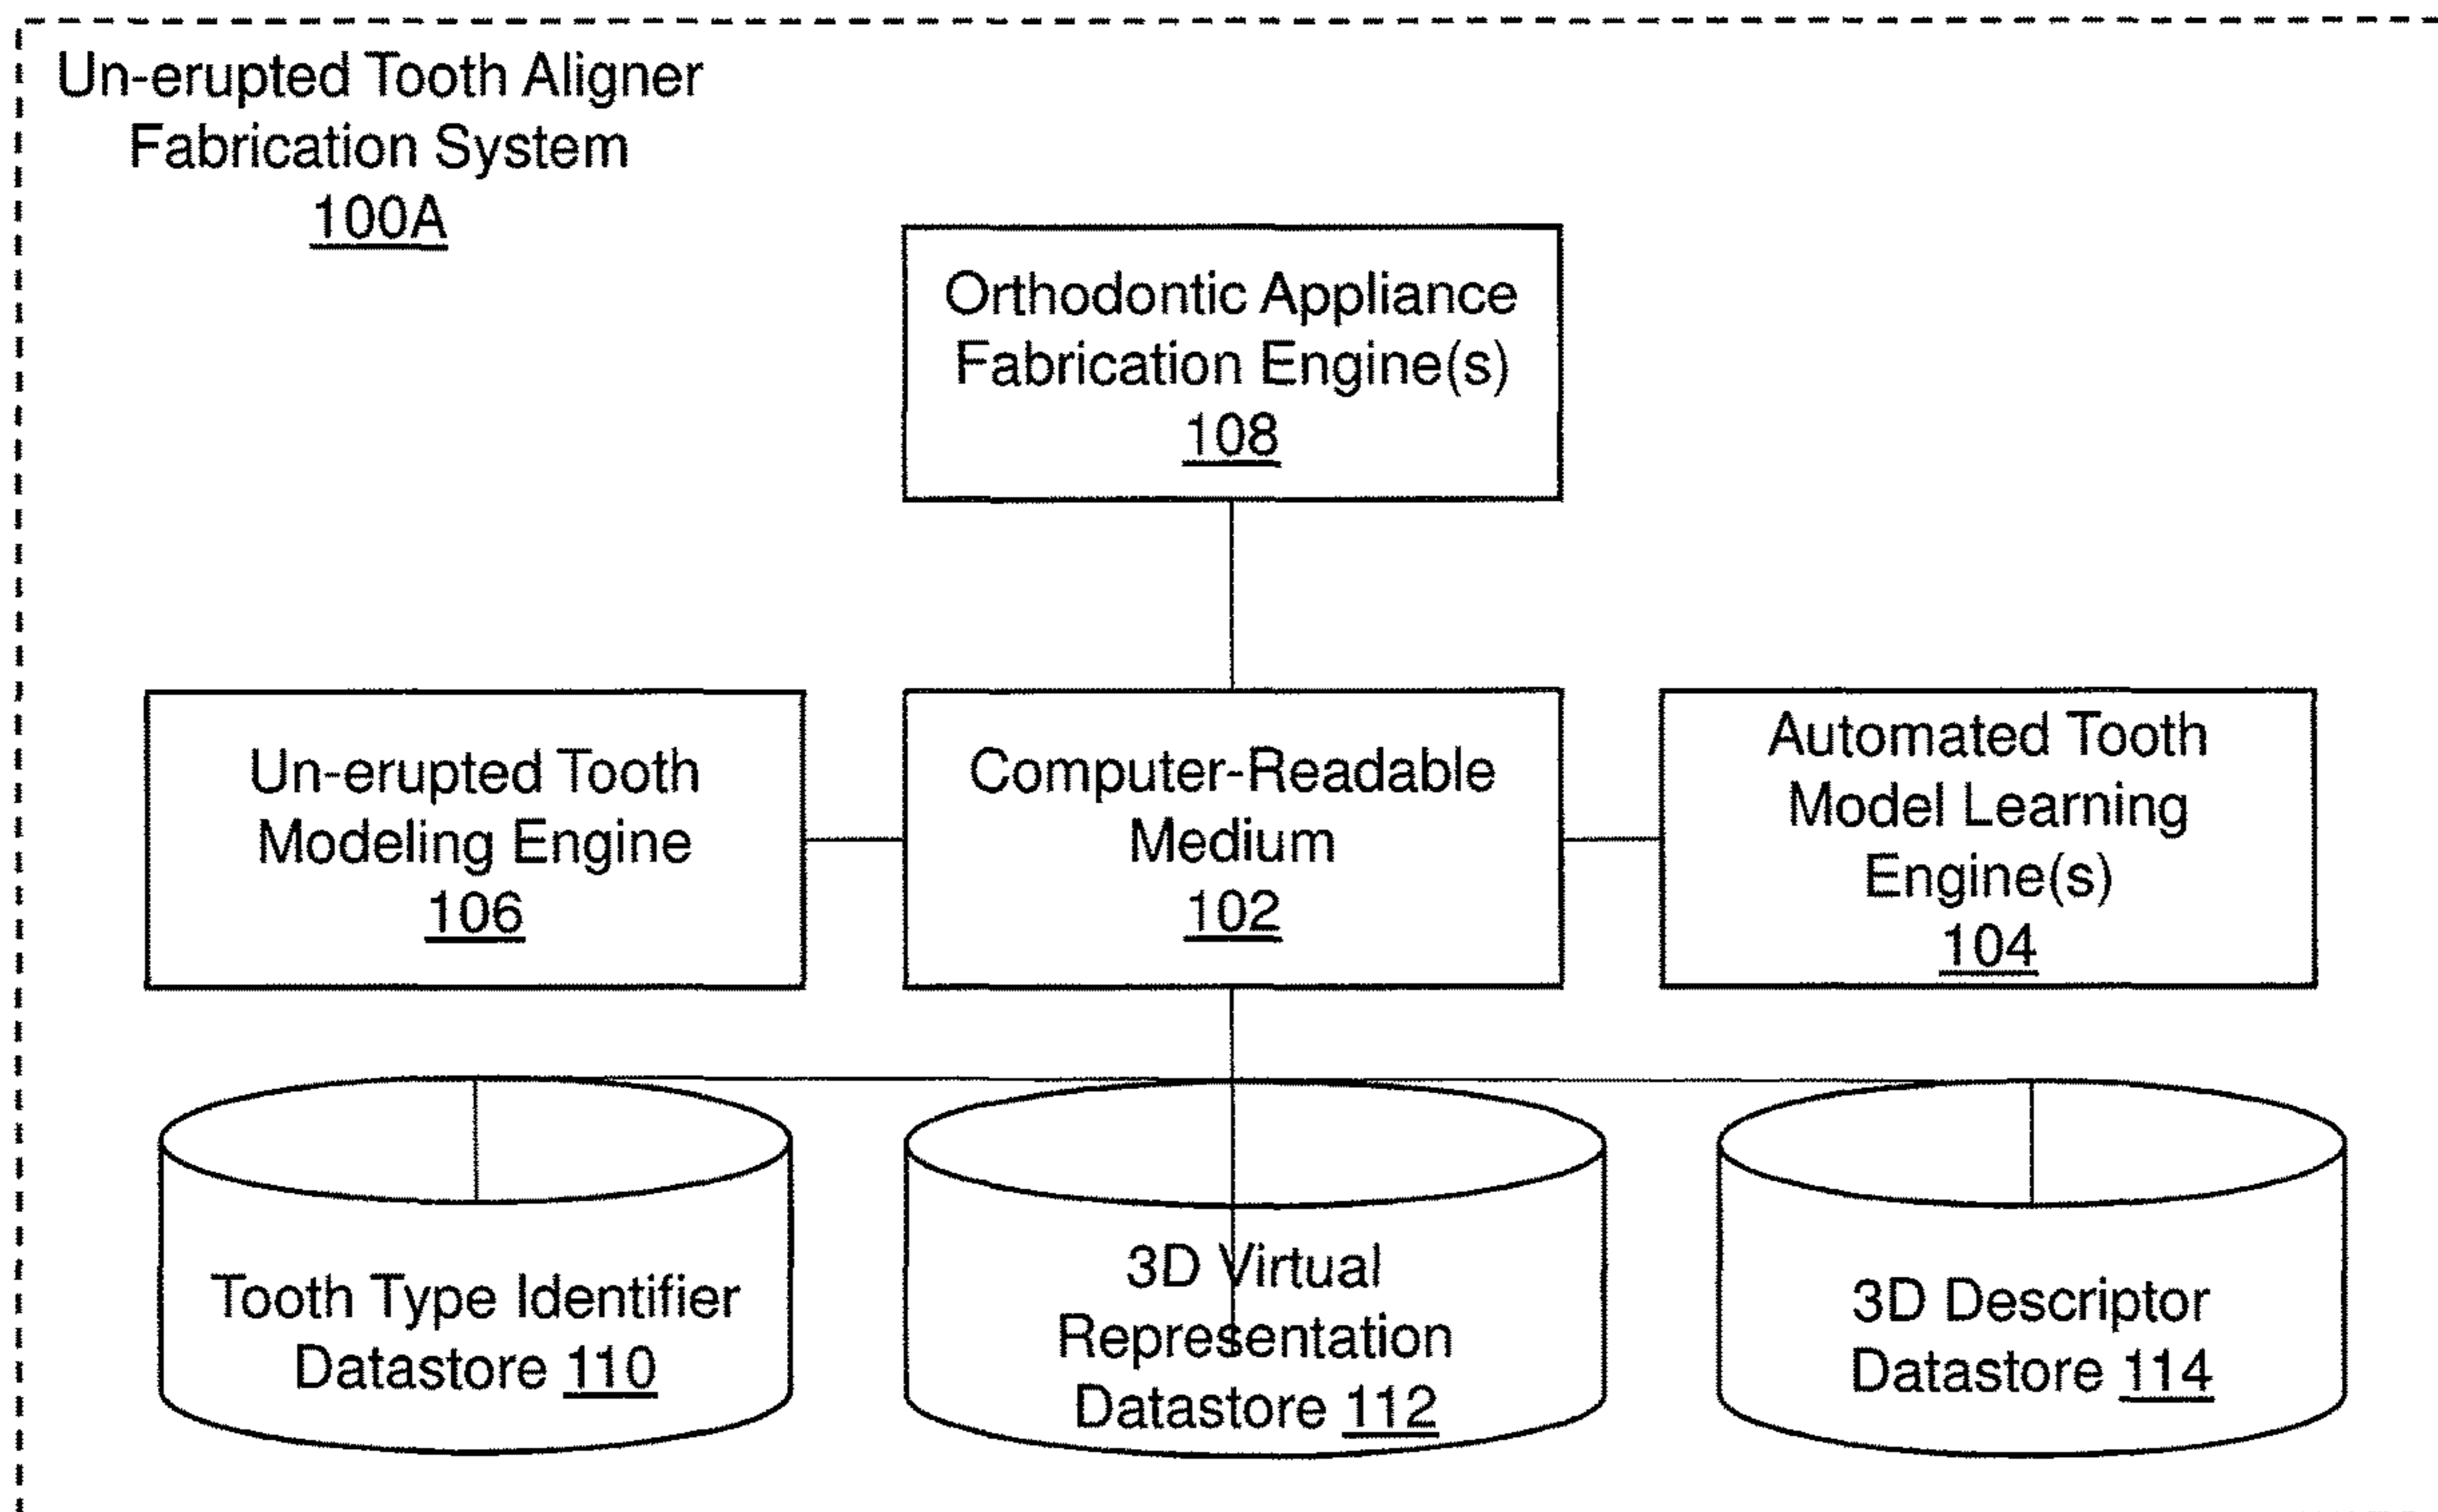 Un-erupted Tooth Aligner
Fabrication System
100A
Orthodontic Appliance
Fabrication Engine(s)
108
Un-erupted Tooth
Modeling Engine
106
Computer-Readable
Medium
102
Automated Tooth
Model Learning
Engine(s)
104
Tooth Type Identifier
Datastore 110
3D Virtual
Representation
Datastore 112
3D Descriptor
Datastore 114